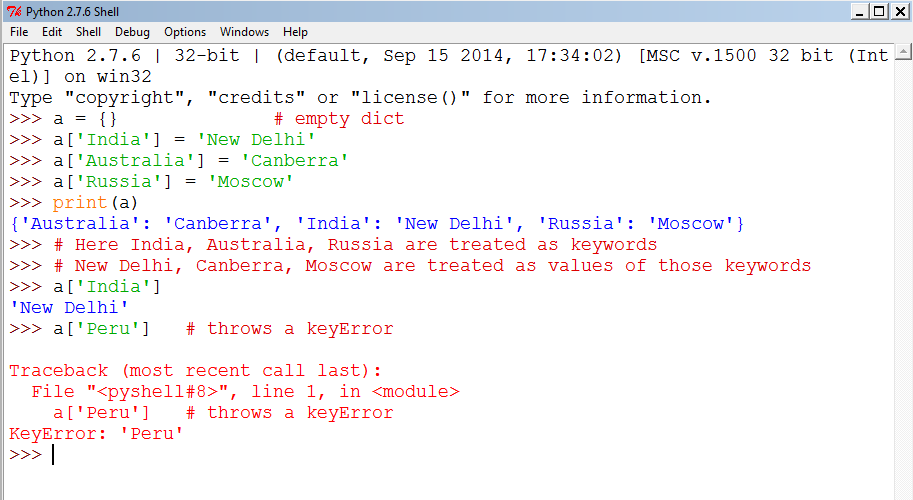 Python 2.7.6 Shell
File Edit Shell Debug Options Windows Help
Python 2.7.6 | 32-bit | (default, Sep 15 2014, 17:34:02) [MSC v.1500 32 bit (Int
el)] on win32
Type "copyright", "credits" or "license()" for more information.
>>> a = {}              # empty dict
>>> a['India'] = 'New Delhi'
>>> a['Australia'] = 'Canberra'
>>> a['Russia'] = 'Moscow'
>>> print(a)
{'Australia': 'Canberra', 'India': 'New Delhi', 'Russia': 'Moscow'}
>>> # Here India, Australia, Russia are treated as keywords
>>> # New Delhi, Canberra, Moscow are treated as values of those keywords
>>> a['India']
'New Delhi'
>>> a['Peru']   # throws a keyError

Traceback (most recent call last):
  File "<pyshell#8>", line 1, in <module>
    a['Peru']   # throws a keyError
KeyError: 'Peru'
>>>